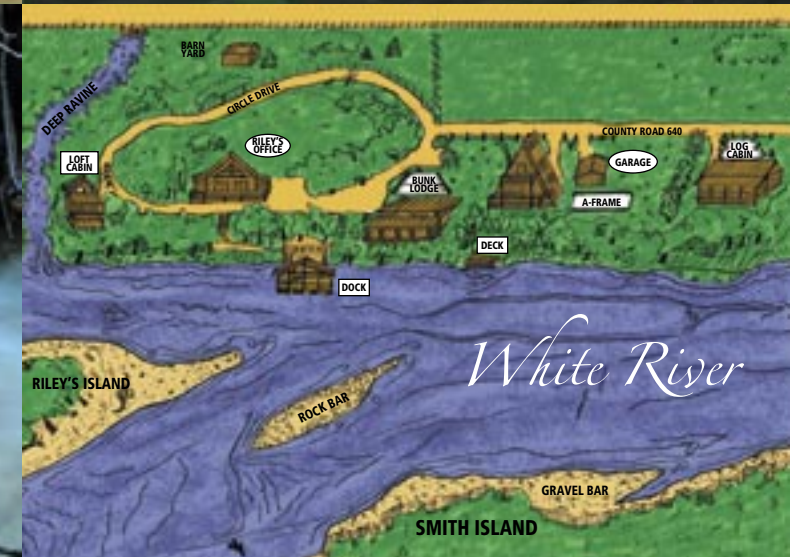 BARN
YARD
DEEP RAVINE
CIRCLE DRIVE
COUNTY ROAD 640
RILEY'S
OFFICE
LOG
CABIN
LOFT
CABIN
GARAGE
BUNK
LODGE
A-FRAME
DECK
DOCK
White River
RILEY'S ISLAND
ROCK BAR
GRAVEL BAR
SMITH ISLAND